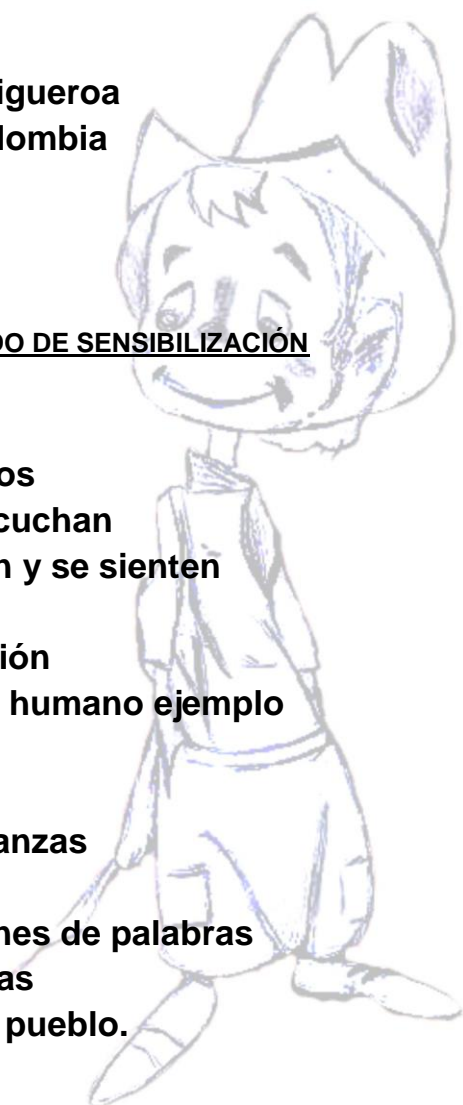 igueroa
lombia
DO DE SENSIBILIZACIÓN
os
cuchan
n y se sienten
ión
humano ejemplo
anzas
nes de palabras
as
pueblo.